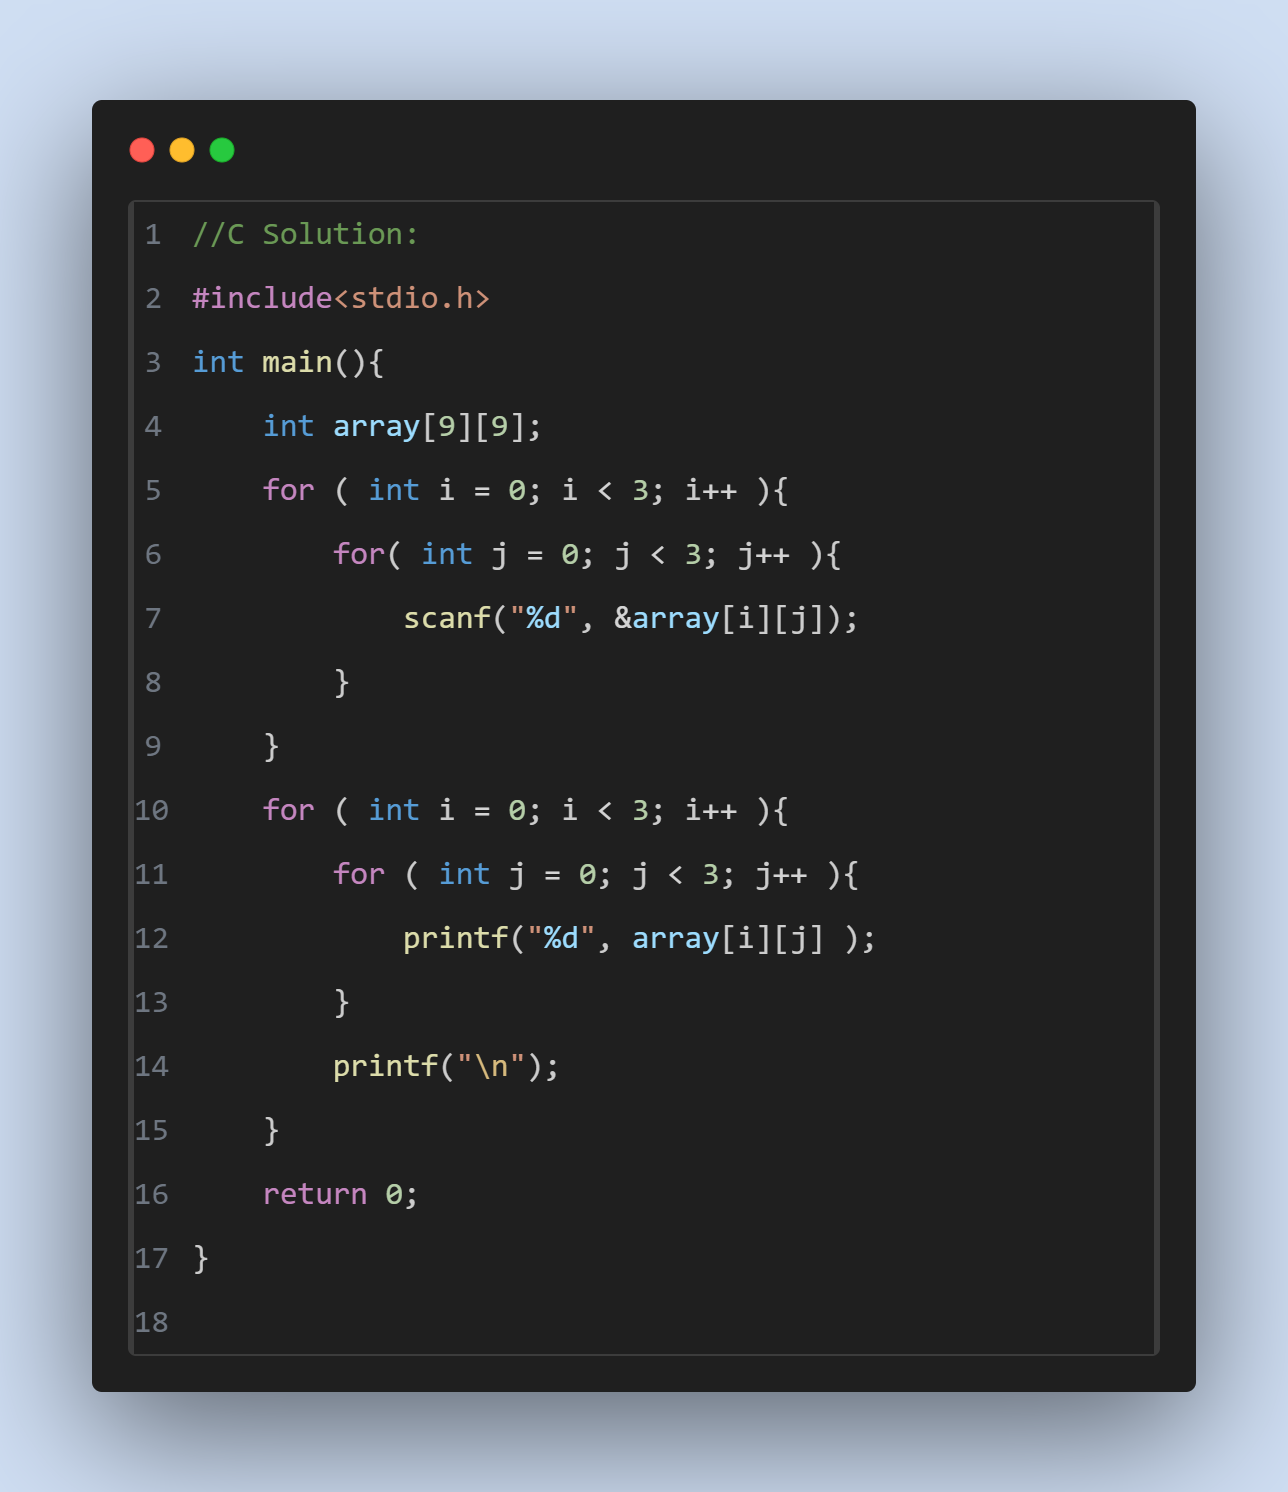 1 //C Solution:
2 #include<stdio.h>
3 int main(){
4     int array[9][9];
5     for ( int i = 0; i < 3; i++ ){
6         for( int j = 0; j < 3; j++ ){
7             scanf("%d", &array[i][j]);
8         }
9     }
10     for ( int i = 0; i < 3; i++ ){
11         for ( int j = 0; j < 3; j++ ){
12             printf("%d", array[i][j] );
13         }
14         printf("\n");
15     }
16     return 0;
17 }
18